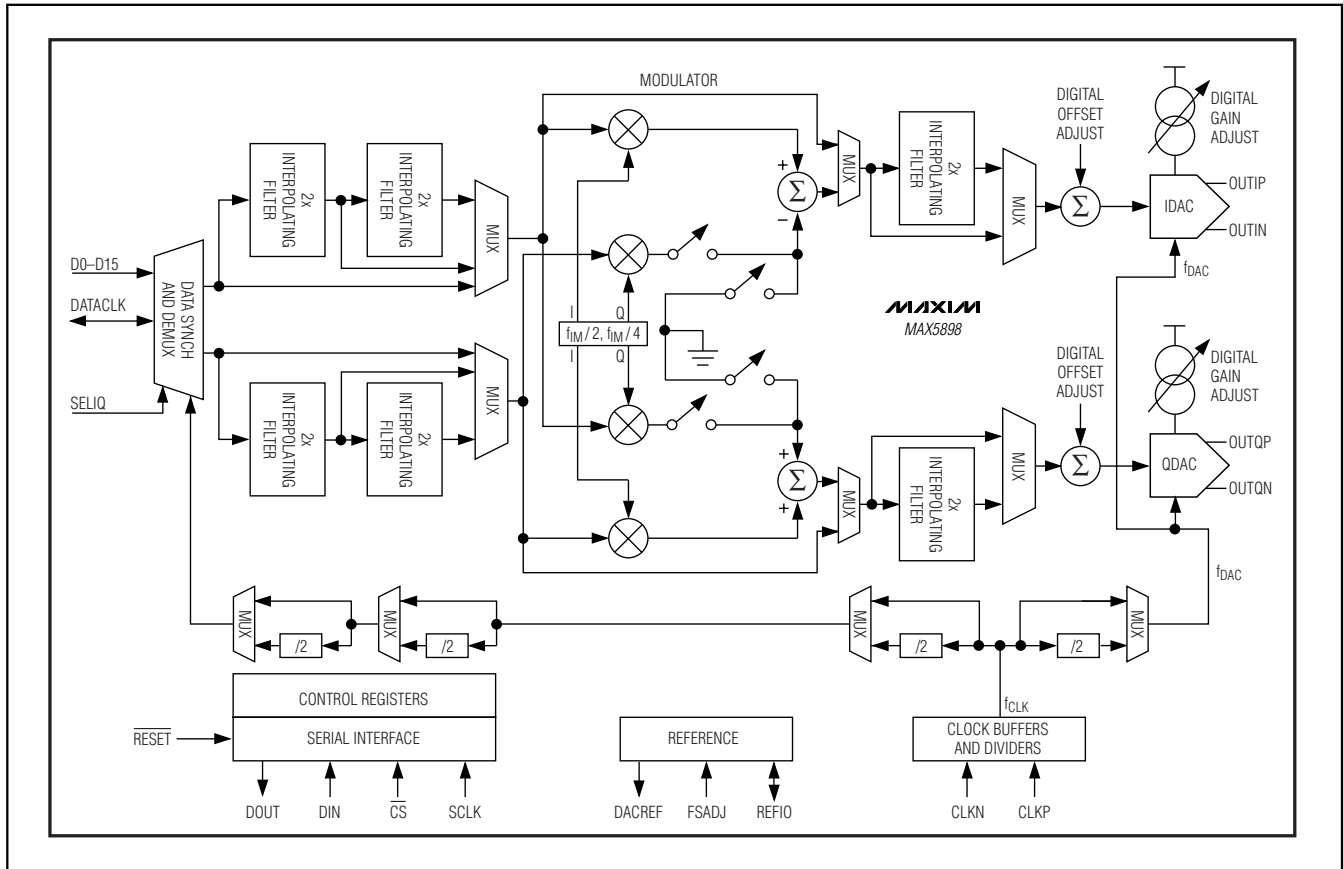 MODULATOR
DIGITAL
OFFSET
ADJUST
DIGITAL
GAIN
ADJUST
2x
INTERPOLATING
FILTER
2x
INTERPOLATING
FILTER
MUX
MUX
2x
INTERPOLATING
FILTER
MUX
+
Σ
−
Σ
IDAC
OUTIP
OUTIN
fDAC
D0–D15
DATACLK
SELIQ
DATA SYNCH
AND DEMUX
I
Q
fIM / 2, fIM / 4
I
Q
MAXIM
MAX5898
DIGITAL
OFFSET
ADJUST
DIGITAL
GAIN
ADJUST
2x
INTERPOLATING
FILTER
2x
INTERPOLATING
FILTER
MUX
+
Σ
+
MUX
2x
INTERPOLATING
FILTER
MUX
Σ
QDAC
OUTQP
OUTQN
fDAC
MUX
/2
MUX
/2
MUX
/2
/2
MUX
fCLK
CONTROL REGISTERS
RESET
SERIAL INTERFACE
DOUT
DIN
CS
SCLK
REFERENCE
DACREF
FSADJ
REFIO
CLOCK BUFFERS
AND DIVIDERS
CLKN
CLKP